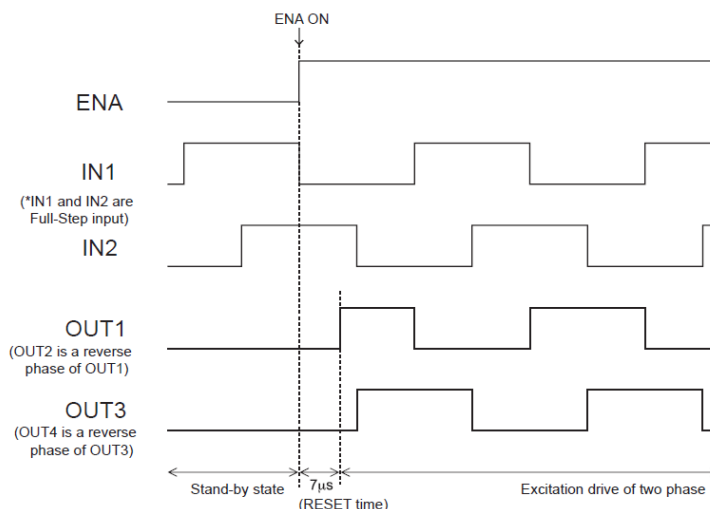 ENA ON
ENA
IN1
(*IN1 and IN2 are
Full-Step input)
IN2
OUT1
(OUT2 is a reverse
phase of OUT1)
OUT3
(OUT4 is a reverse
phase of OUT3)
Stand-by state
7μs
(RESET time)
Excitation drive of two phase